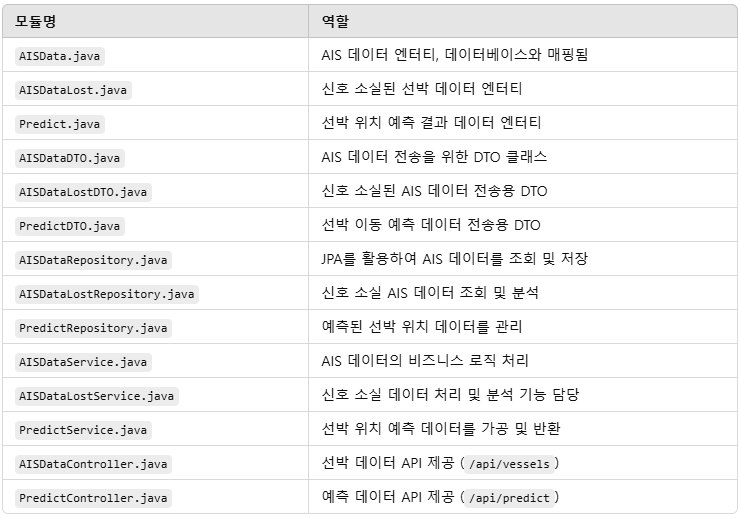 모듈명 역할
AISData.java AIS 데이터 엔터티, 데이터베이스와 매핑됨
AISDataLost.java 신호 소실된 선박 데이터 엔터티
Predict.java 선박 위치 예측 결과 데이터 엔터티
AISDataDTO.java AIS 데이터 전송을 위한 DTO 클래스
AISDataLostDTO.java 신호 소실된 AIS 데이터 전송용 DTO
PredictDTO.java 선박 이동 예측 데이터 전송용 DTO
AISDataRepository.java JPA를 활용하여 AIS 데이터를 조회 및 저장
AISDataLostRepository.java 신호 소실 AIS 데이터 조회 및 분석
PredictRepository.java 예측된 선박 위치 데이터를 관리
AISDataService.java AIS 데이터의 비즈니스 로직 처리
AISDataLostService.java 신호 소실 데이터 처리 및 분석 기능 담당
PredictService.java 선박 위치 예측 데이터를 가공 및 반환
AISDataController.java 선박 데이터 API 제공 (/api/vessels)
PredictController.java 예측 데이터 API 제공 (/api/predict)